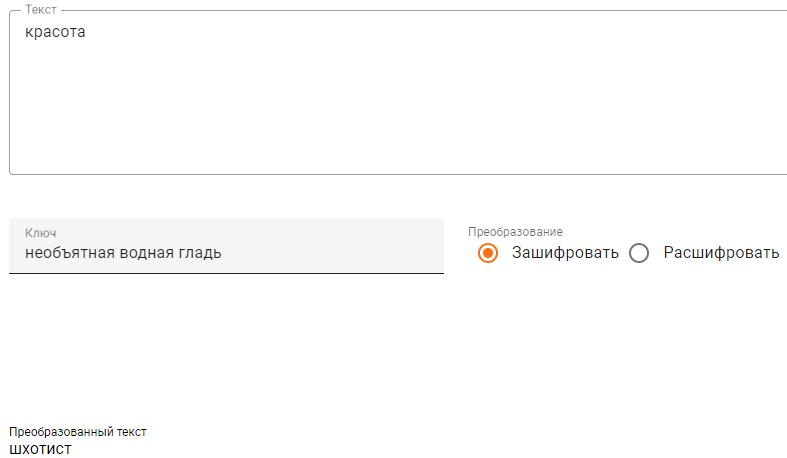 Текст
красота
Ключ
необъятная водная гладь
Преобразование
Зашифровать Расшифровать
Преобразованный текст
шхотист